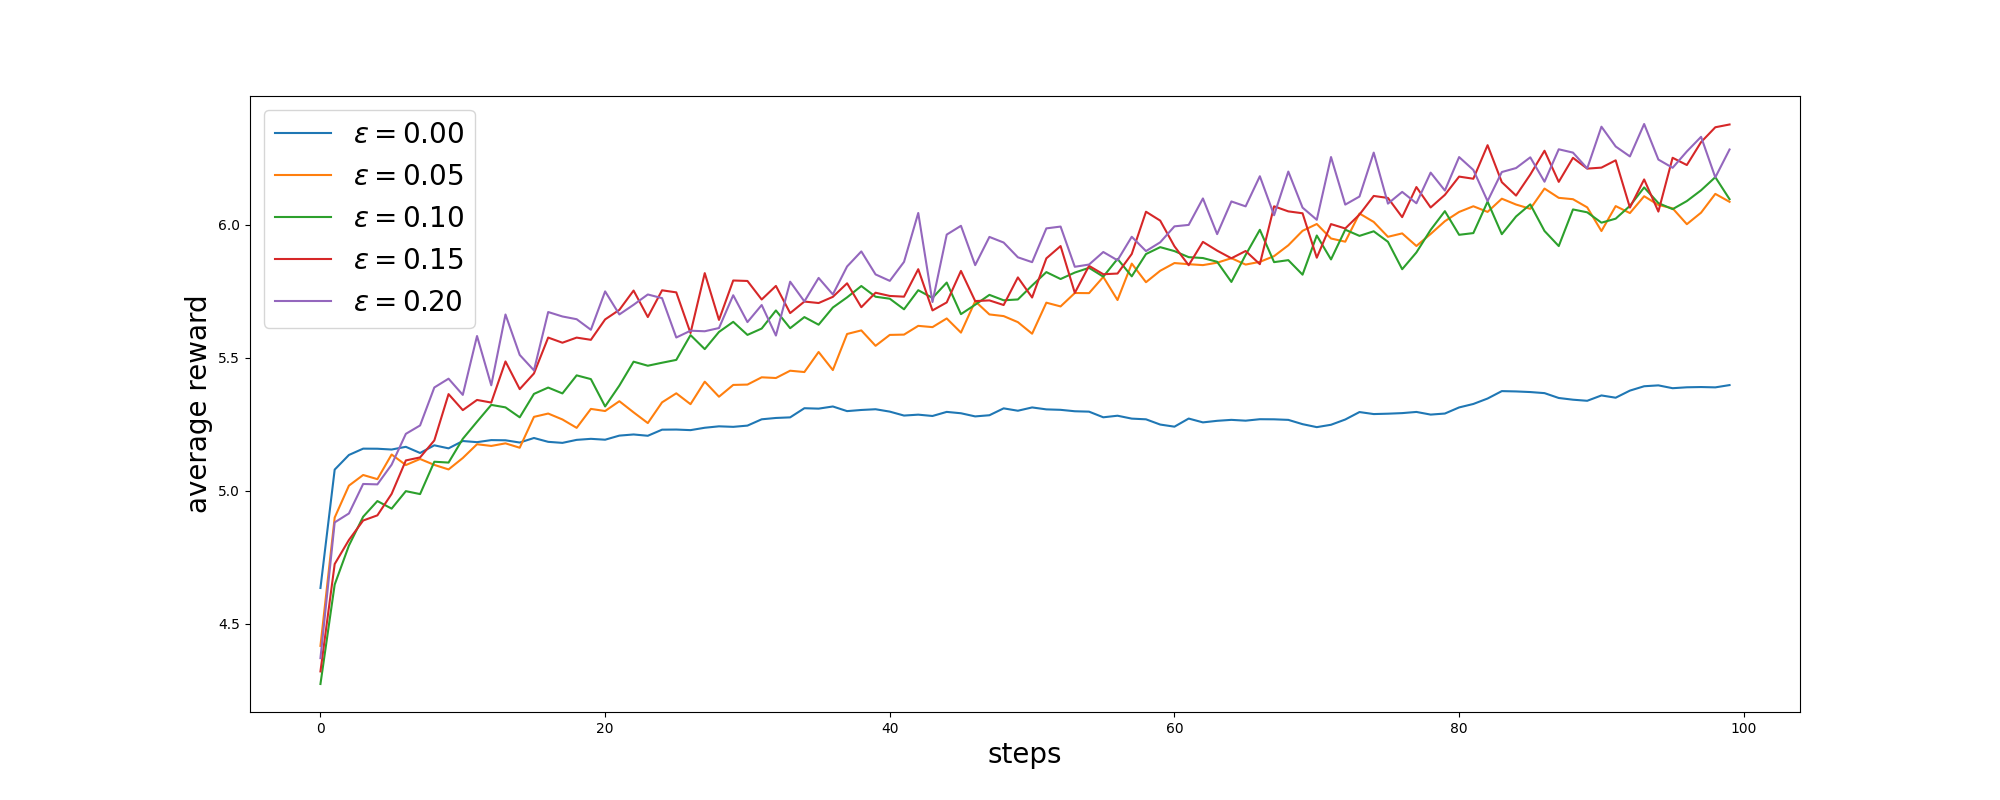 ε = 0.00
ε = 0.05
ε = 0.10
ε = 0.15
ε = 0.20
average reward
6.0
5.5
5.0
4.5
0 20 40 60 80 100
steps